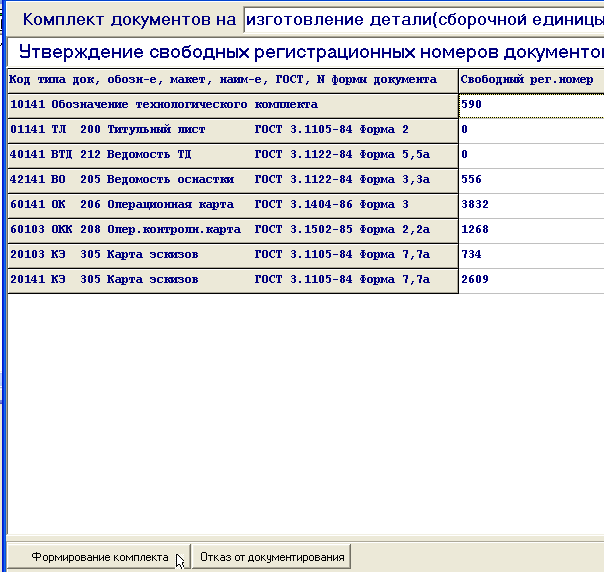 Комплект документов на изготовление детали(сборочной единицы
Утверждение свободных регистрационных номеров документо
Код типа док, обозн-е, макет, наим-е, ГОСТ, N формы документа Свободный рег.номер
10141 Обозначение технологического комплекта 590
01141 ТЛ 200 Титульный лист ГОСТ 3.1105-84 Форма 2 0
40141 ВТД 212 Ведомость ТД ГОСТ 3.1122-84 Форма 5,5а 0
42141 ВО 205 Ведомость оснастки ГОСТ 3.1122-84 Форма 3,3а 556
60141 ОК 206 Операционная карта ГОСТ 3.1404-86 Форма 3 3832
60103 ОКК 208 Опер.контролн.карта ГОСТ 3.1502-85 Форма 2,2а 1268
20103 КЭ 305 Карта эскизов ГОСТ 3.1105-84 Форма 7,7а 734
20141 КЭ 305 Карта эскизов ГОСТ 3.1105-84 Форма 7,7а 2609
Формирование комплекта Отказ от документирования